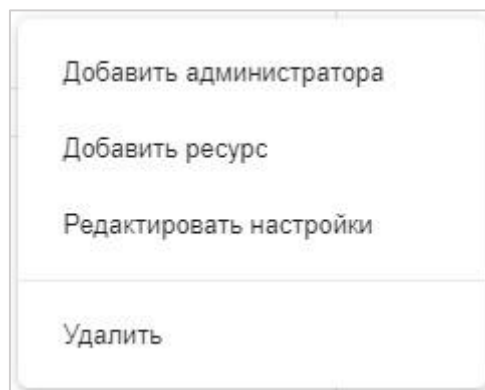 Добавить администратора
Добавить ресурс
Редактировать настройки
Удалить